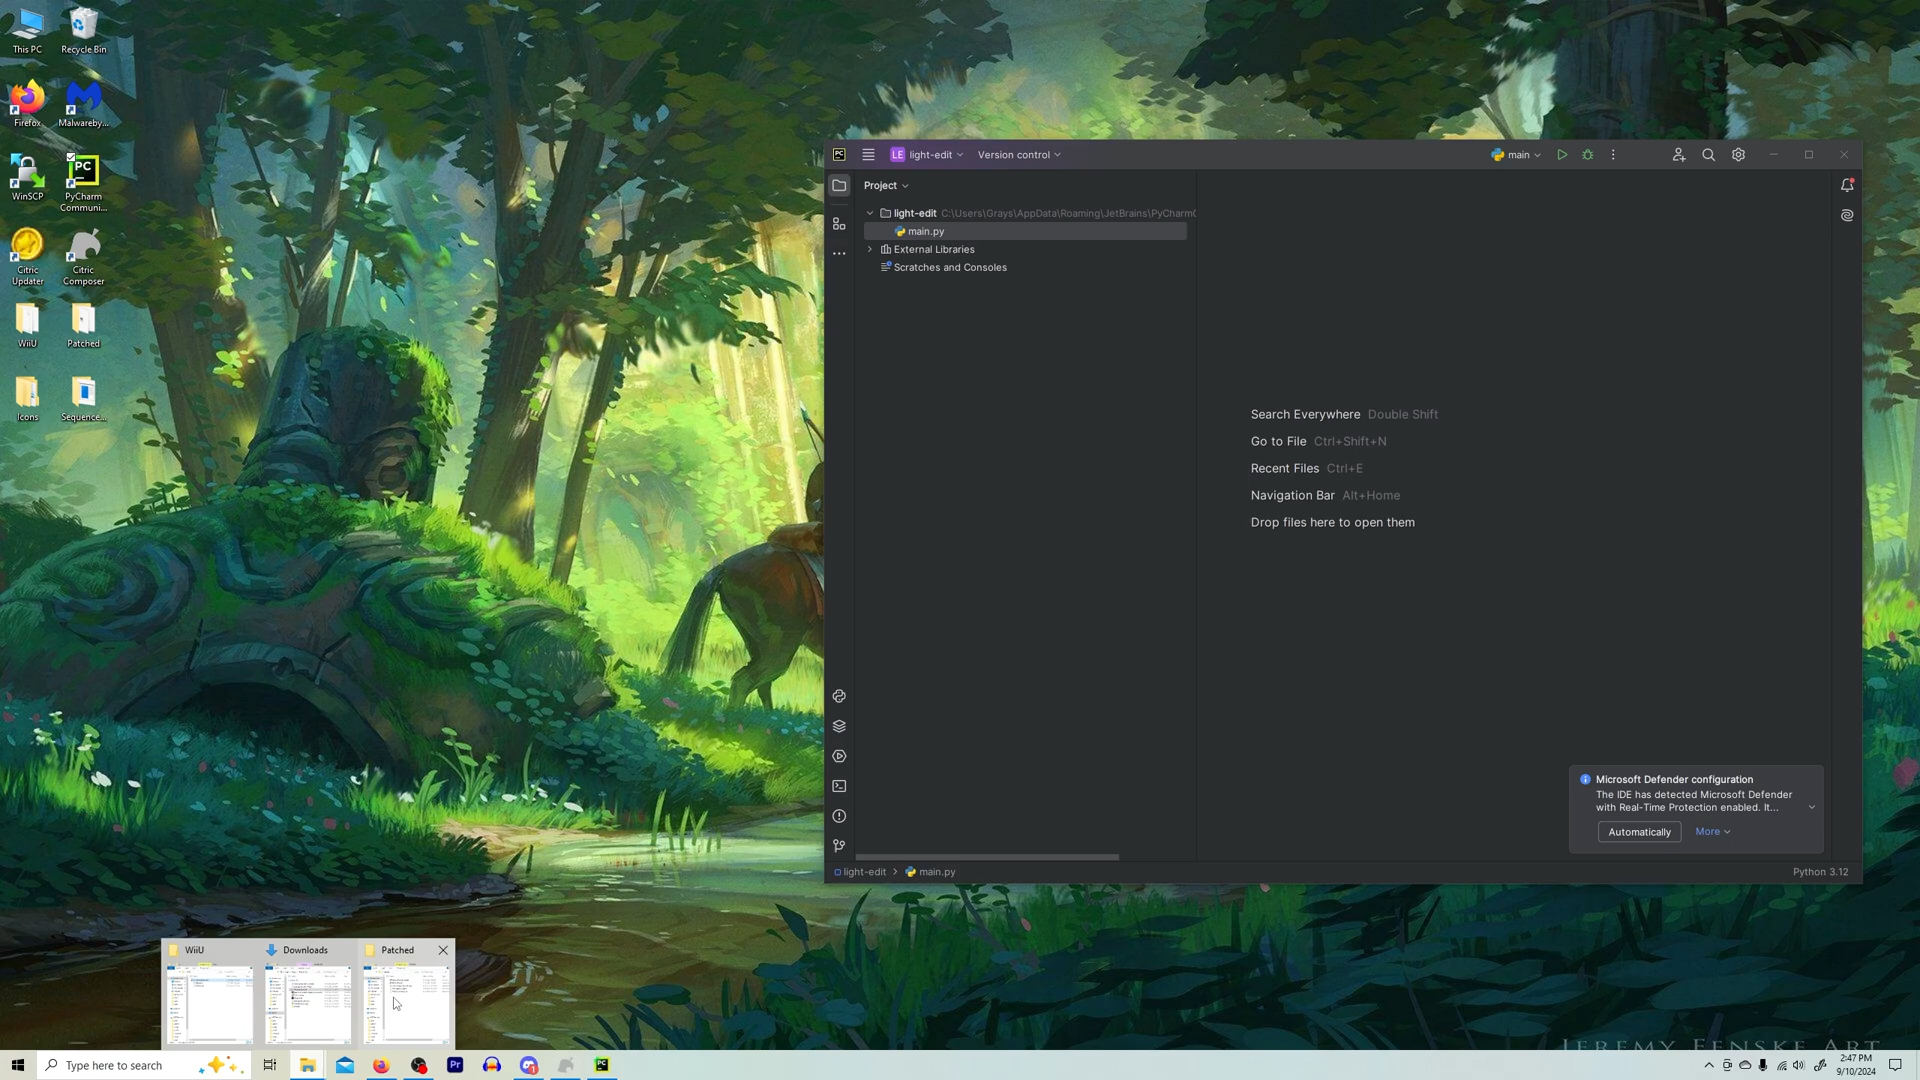 This PC
Recycle Bin
Firefox
Malwareby...
WinSCP
PyCharm
Communi...
Citric
Updater
Citric
Composer
WiiU
Patched
Icons
Sequence...
PC
LE light-edit
Version control
main
Project
light-edit C:\Users\Grays\AppData\Roaming\JetBrains\PyCharm
main.py
External Libraries
Scratches and Consoles
Search Everywhere Double Shift
Go to File Ctrl+Shift+N
Recent Files Ctrl+E
Navigation Bar Alt+Home
Drop files here to open them
Microsoft Defender configuration
The IDE has detected Microsoft Defender
with Real-Time Protection enabled. It...
Automatically More
light-edit > main.py
Python 3.12
WiiU
Downloads
Patched
JEREMY FENSKE ART
Type here to search
Pr
PC
2:47 PM
9/10/2024